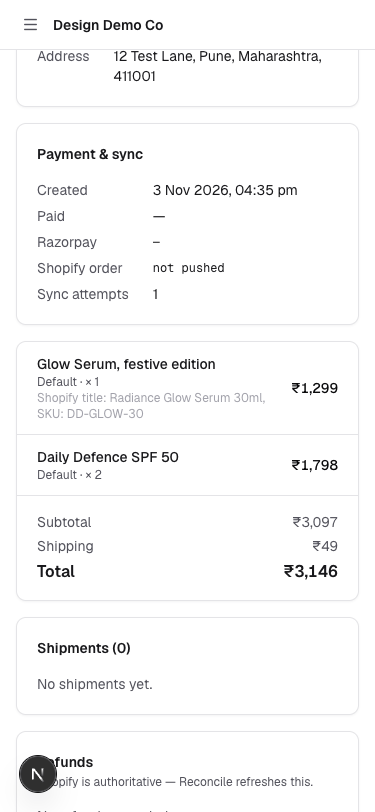 Design Demo Co
Address 12 Test Lane, Pune, Maharashtra,
411001
Payment & sync
Created 3 Nov 2026, 04:35 pm
Paid —
Razorpay –
Shopify order not pushed
Sync attempts 1
Glow Serum, festive edition
Default · × 1
Shopify title: Radiance Glow Serum 30ml,
SKU: DD-GLOW-30
₹1,299
Daily Defence SPF 50
Default · × 2
₹1,798
Subtotal ₹3,097
Shipping ₹49
Total ₹3,146
Shipments (0)
No shipments yet.
efunds
opify is authoritative — Reconcile refreshes this.
N